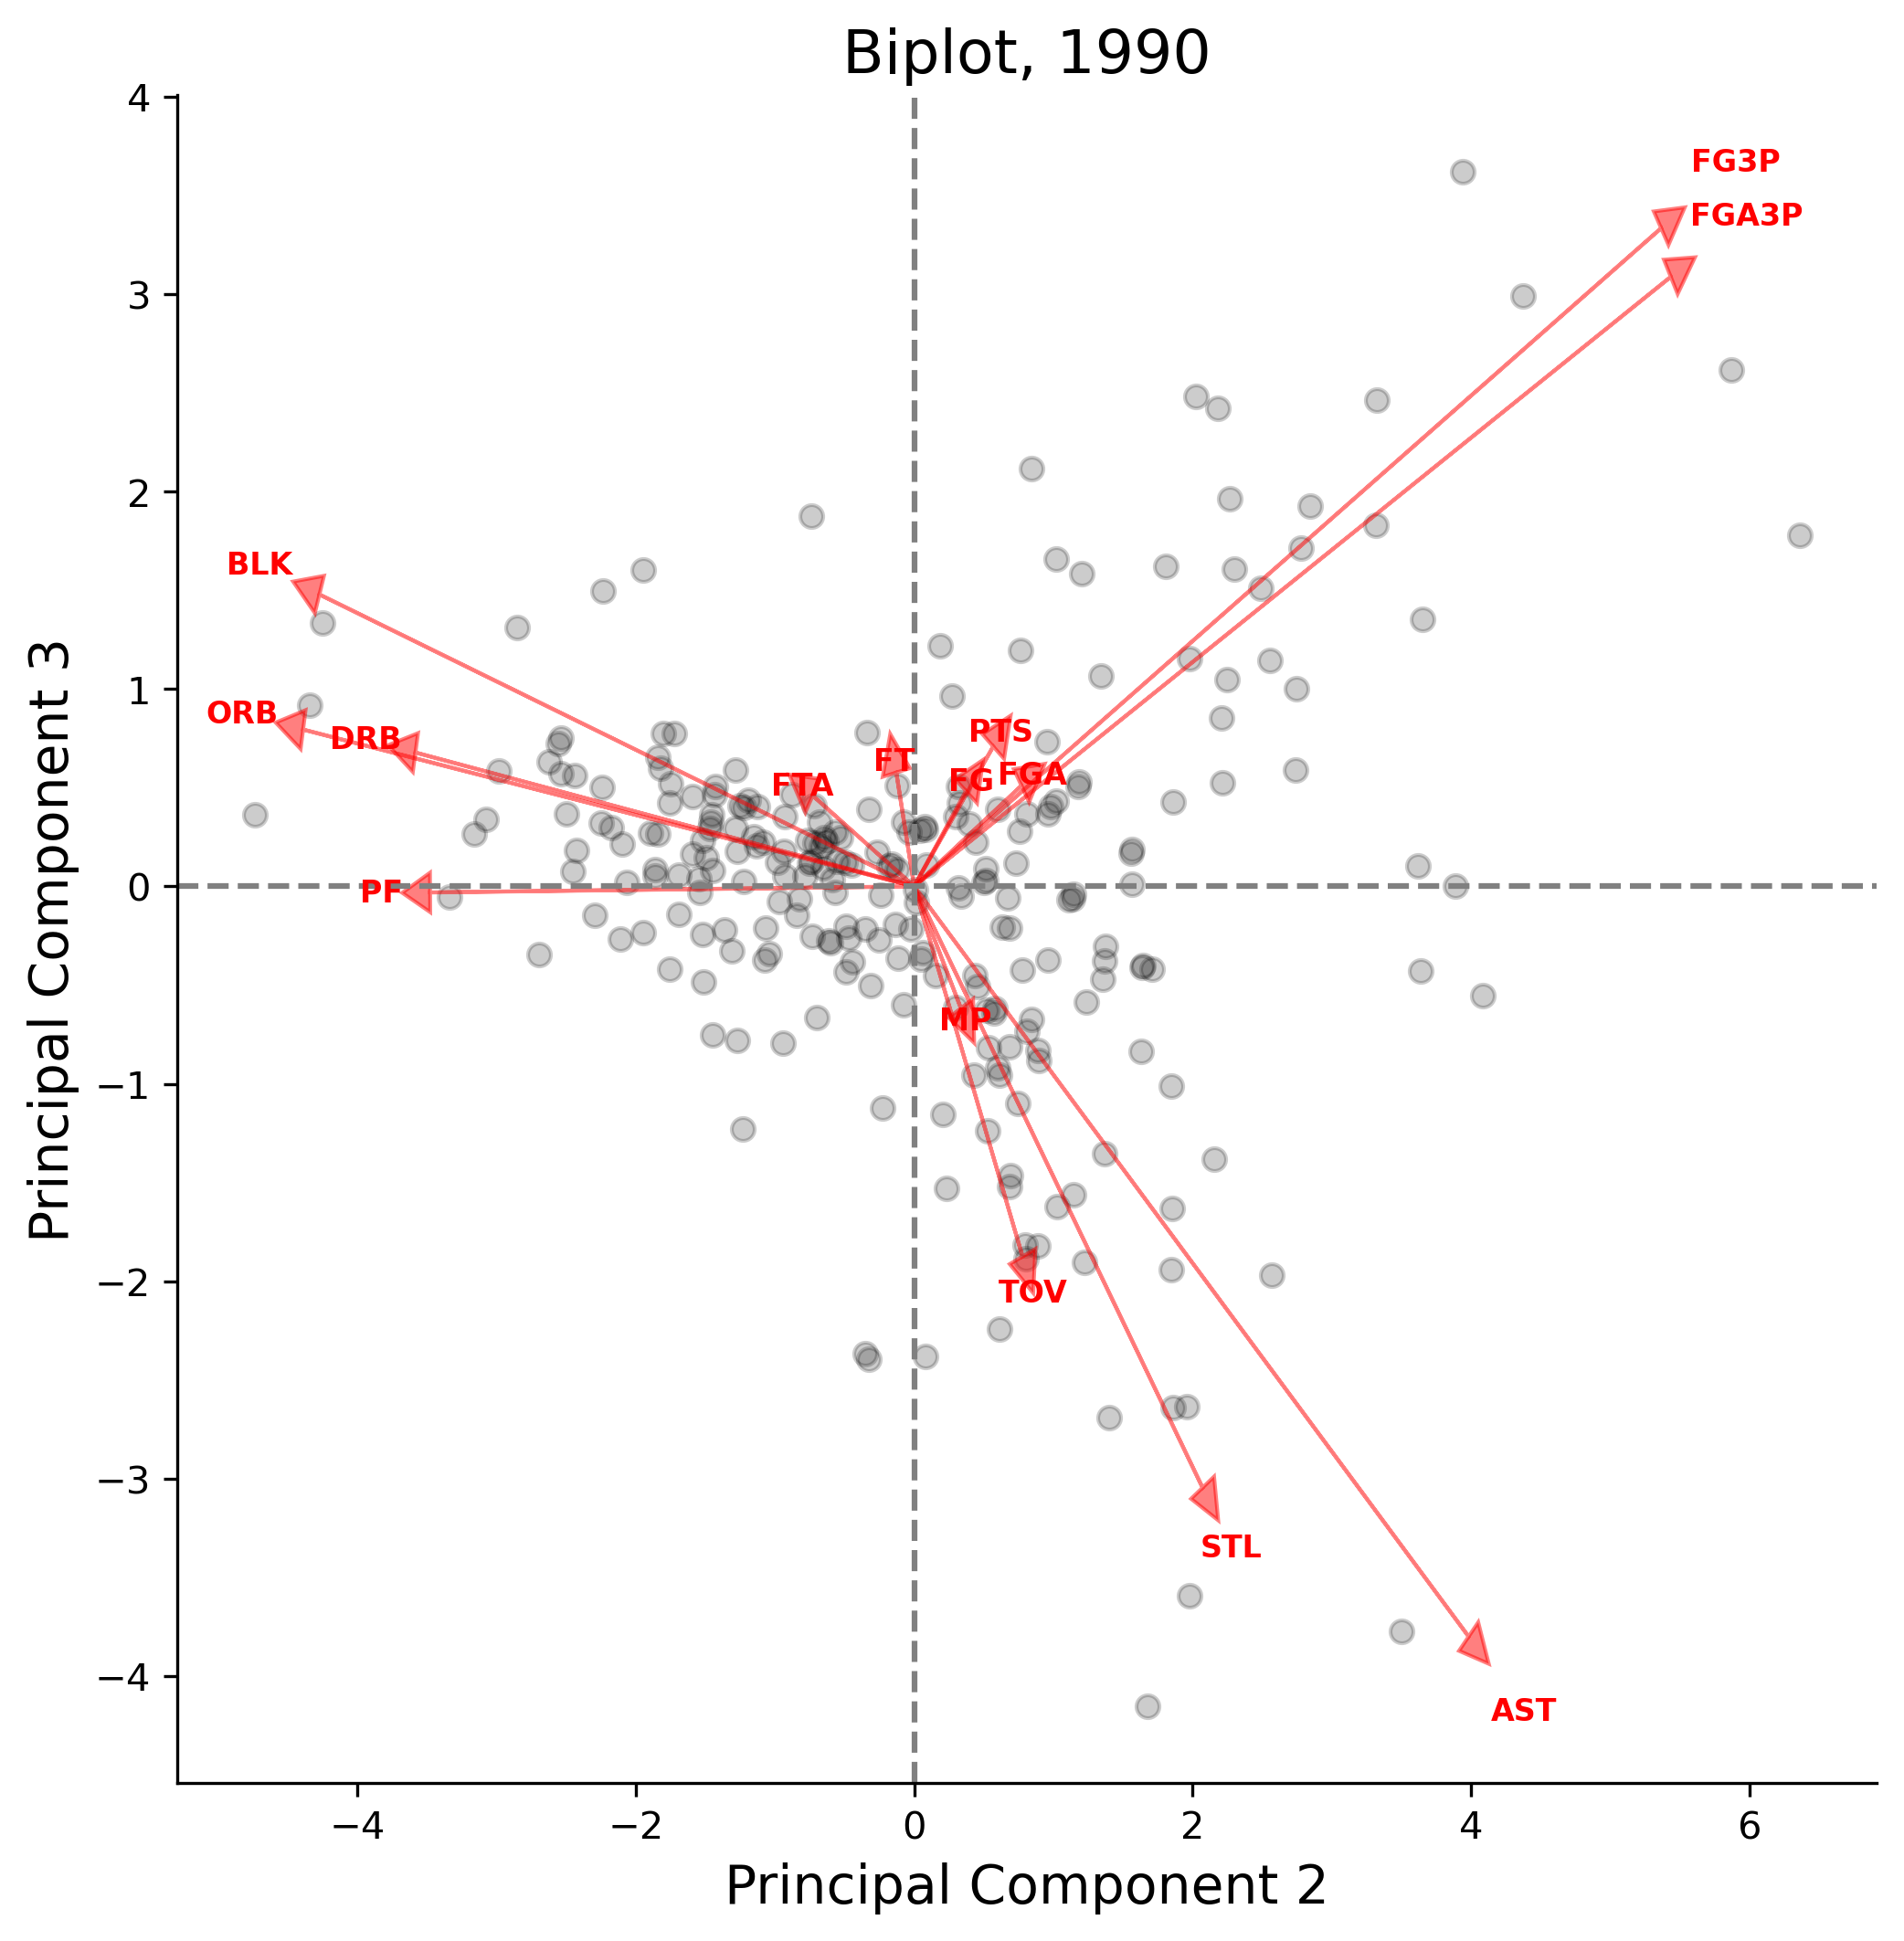 Biplot, 1990
4
FG3P
FGA3P
3
2
BLK
1
ORB
DRB
PTS
FT
FTA
FG
FGA
0
PF
MP
−1
−2
TOV
−3
STL
−4
AST
Principal Component 3
−4
−2
0
2
4
6
Principal Component 2